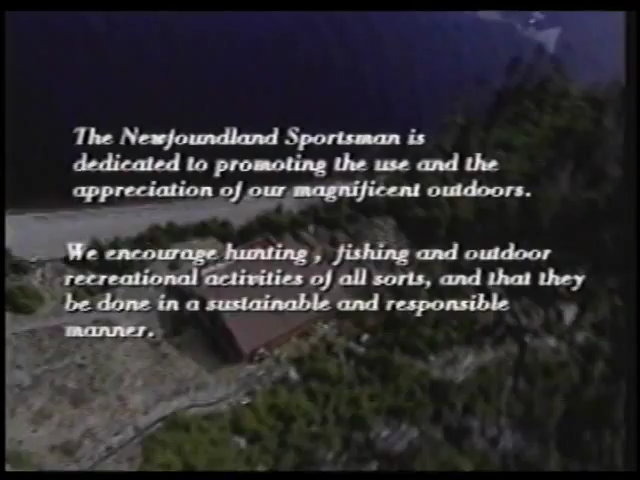 The Newfoundland Sportsman is
dedicated to promoting the use and the
appreciation of our magnificent outdoors.
We encourage hunting , fishing and outdoor
recreational activities of all sorts, and that they
be done in a sustainable and responsible
manner.